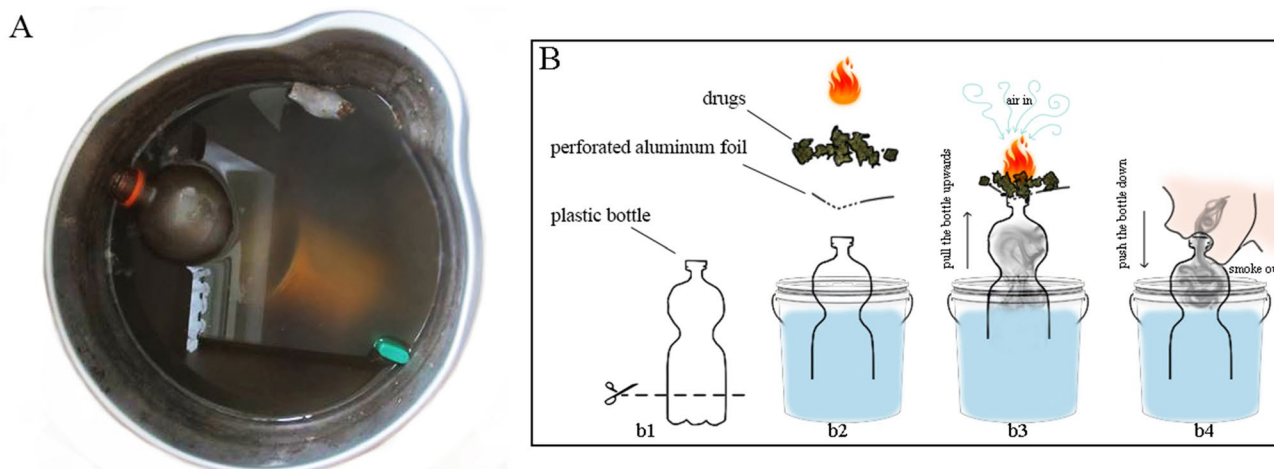 A
B
drugs
perforated aluminum foil
plastic bottle
b1
b2
air in
pull the bottle upwards
b3
push the bottle down
smoke ou
b4